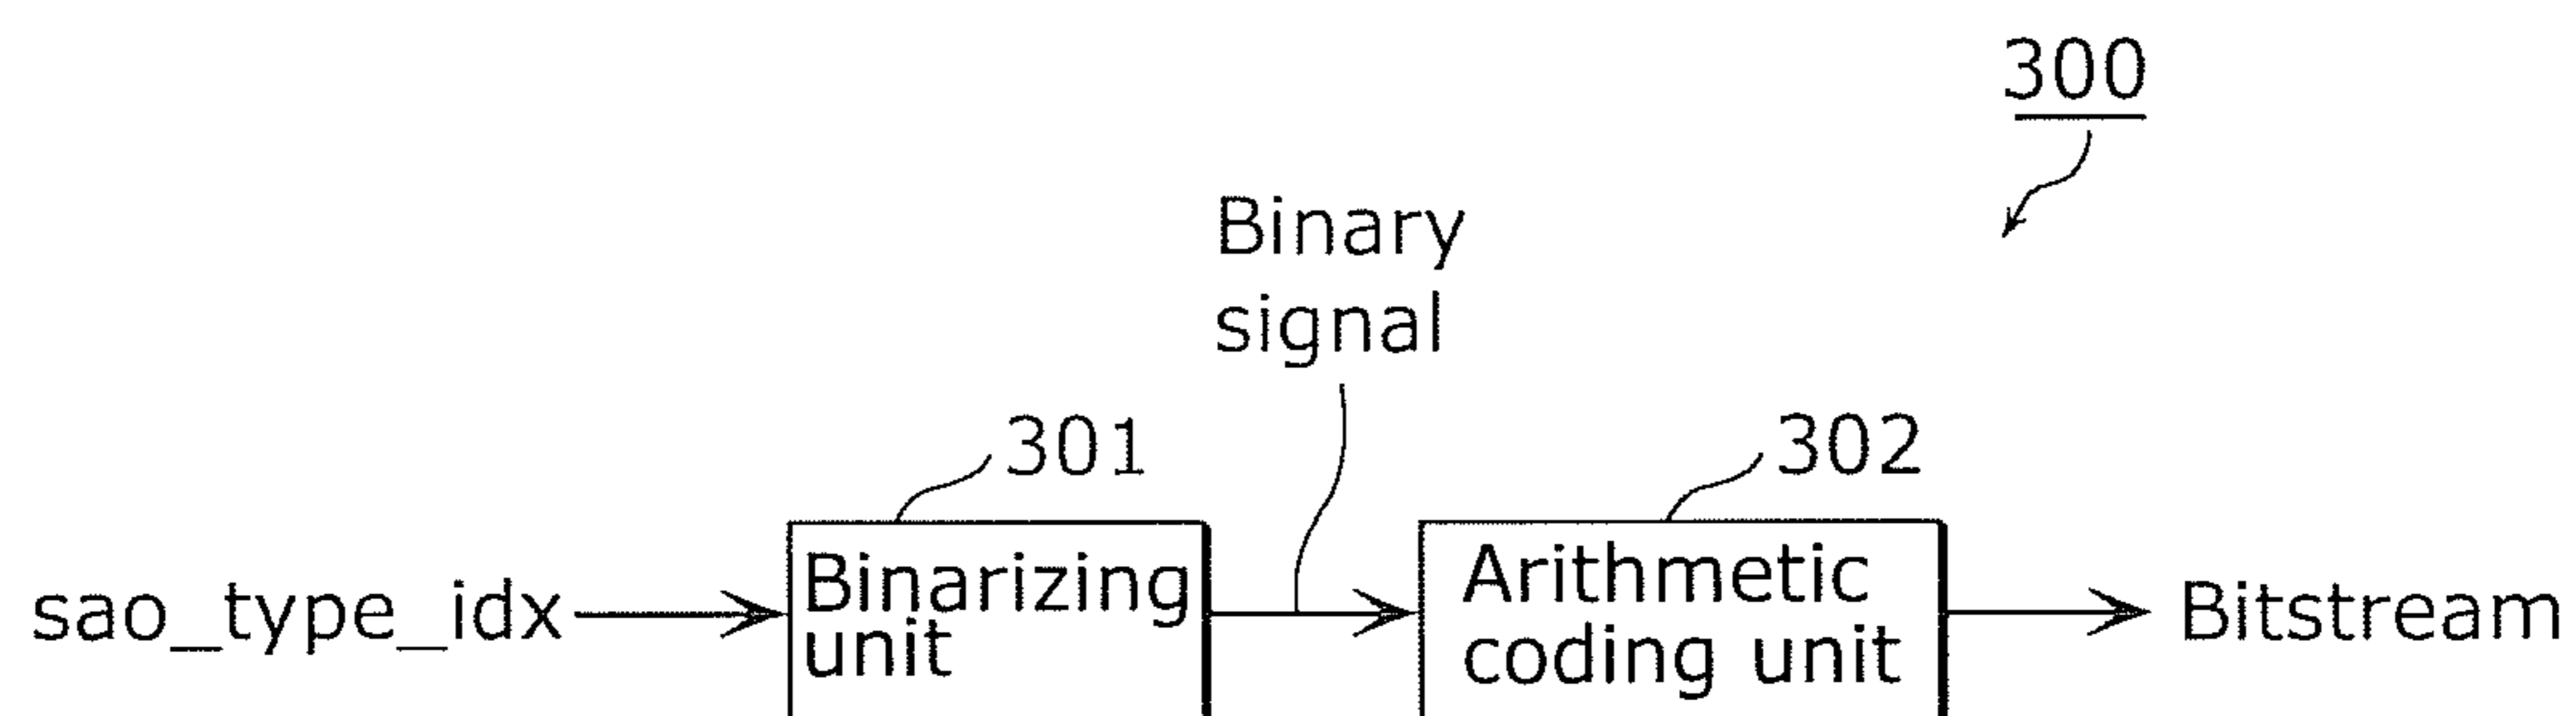 300
Binary
signal
301
302
sao_type_idx
Binarizing
unit
Arithmetic
coding unit
Bitstream